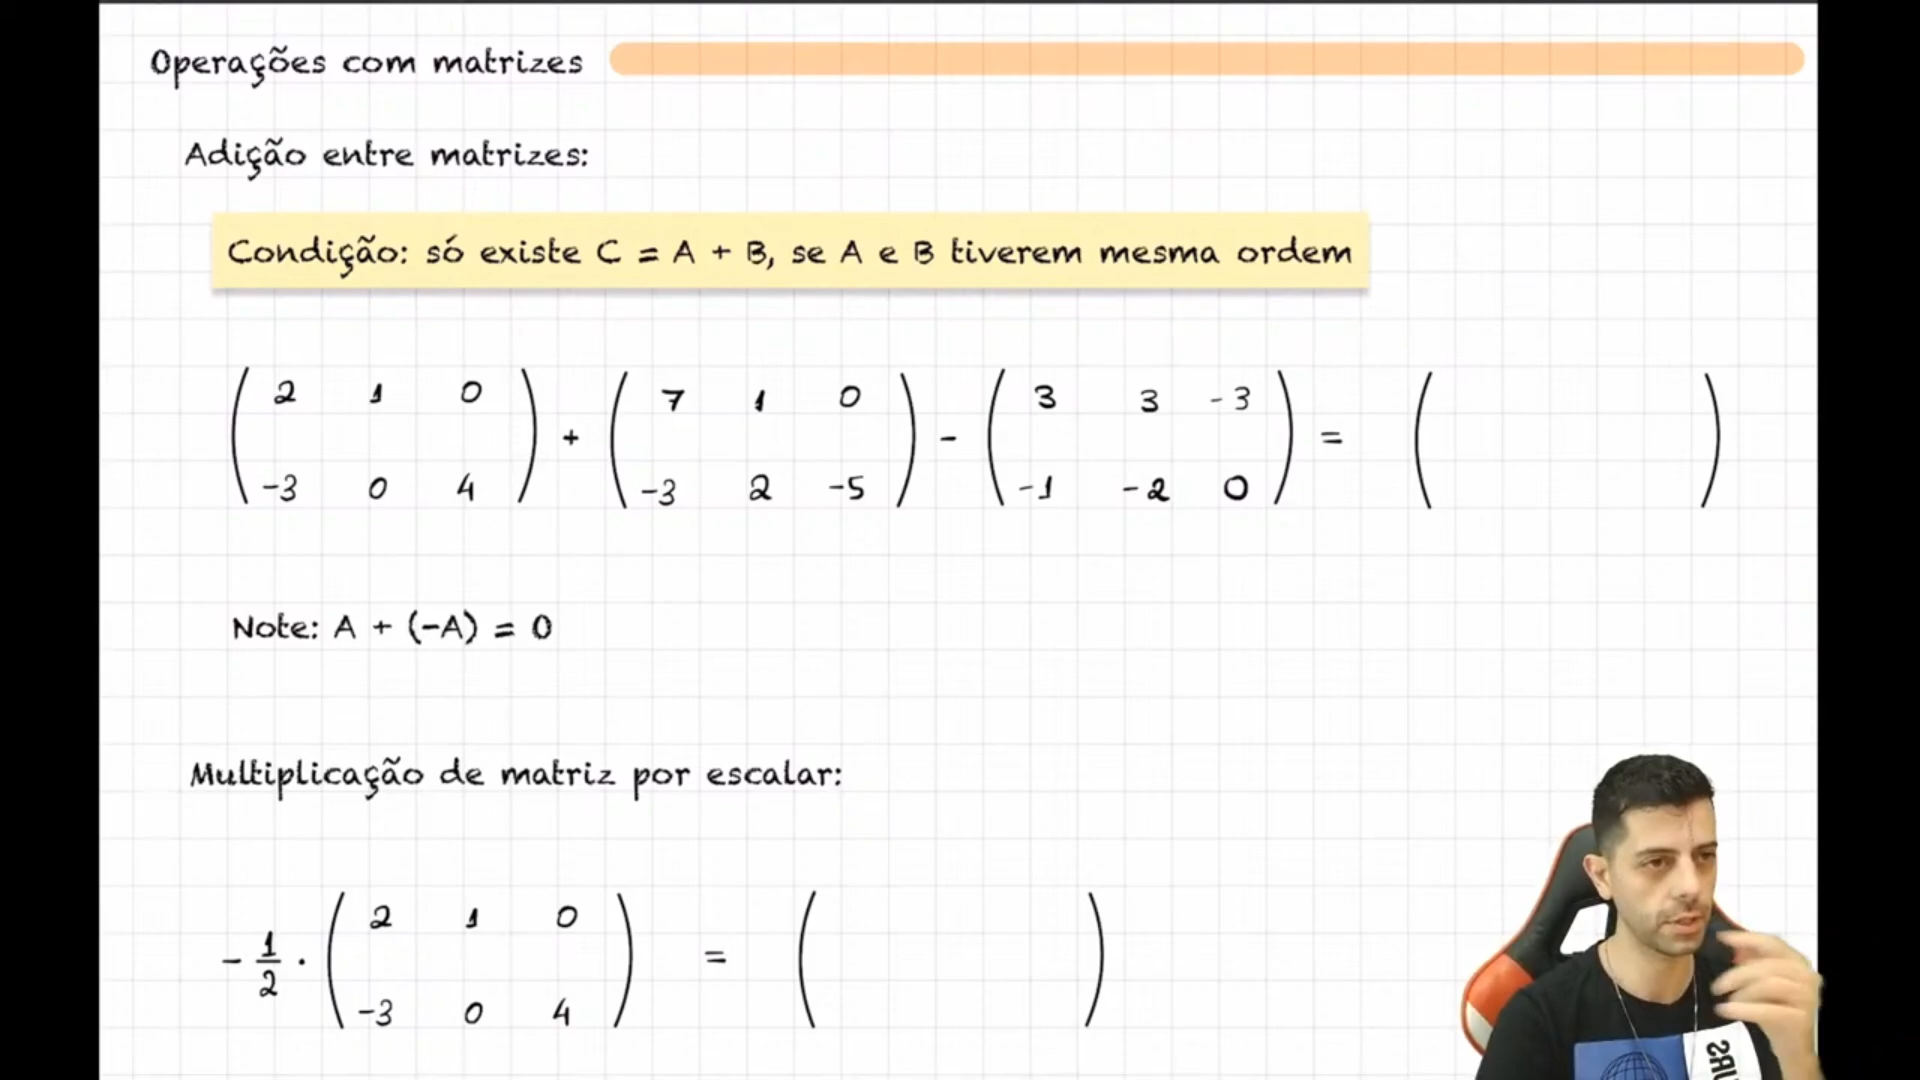 Operações com matrizes
Adição entre matrizes:
Condição: só existe C = A + B, se A e B tiverem mesma ordem
( 2 1 0 ) + ( 7 1 0 ) - ( 3 3 -3 ) = ( )
( -3 0 4 ) ( -3 2 -5 ) ( -1 -2 0 )
Note: A + (-A) = 0
Multiplicação de matriz por escalar:
- 1/2 · ( 2 1 0 ) = ( )
( -3 0 4 )